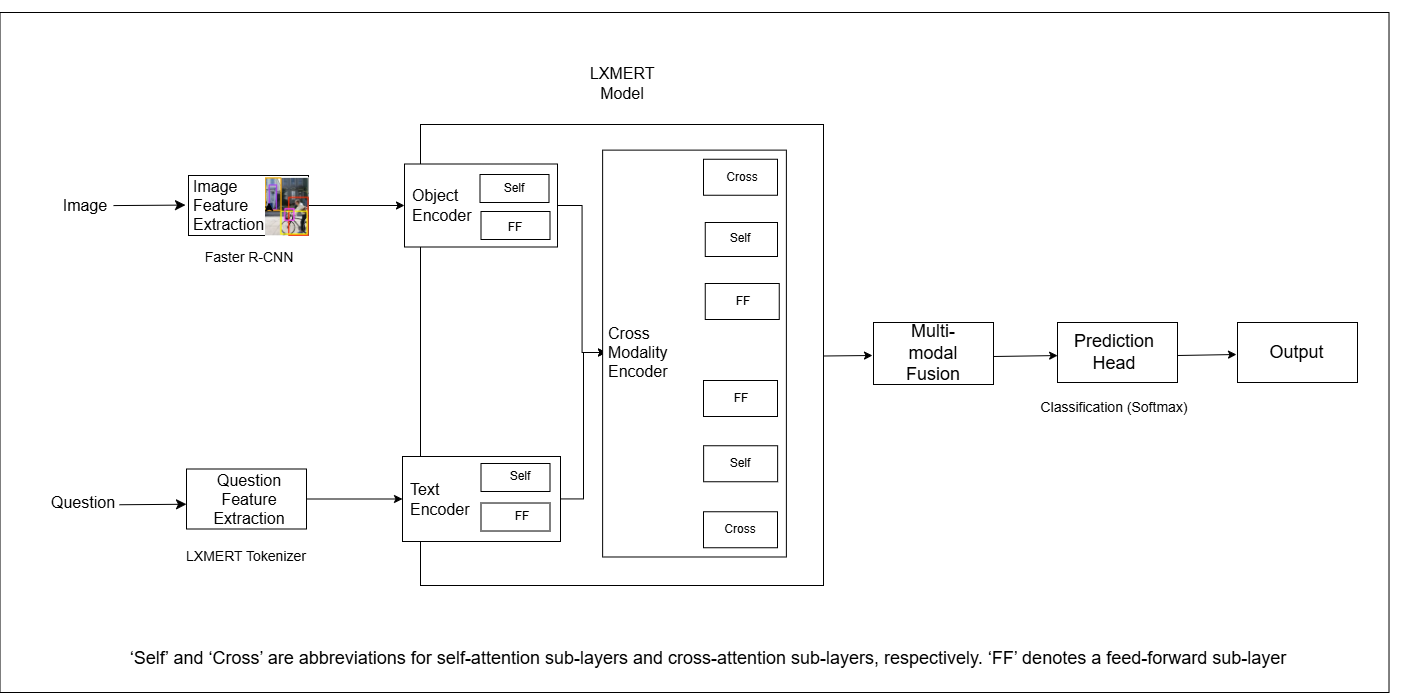 LXMERT
Model
Image
Image
Feature
Extraction
Faster R-CNN
Object
Encoder
Self
FF
Question
Question
Feature
Extraction
LXMERT Tokenizer
Text
Encoder
Self
FF
Cross
Modality
Encoder
Cross
Self
FF
FF
Self
Cross
Multi-
modal
Fusion
Prediction
Head
Classification (Softmax)
Output
‘Self’ and ‘Cross’ are abbreviations for self-attention sub-layers and cross-attention sub-layers, respectively. ‘FF’ denotes a feed-forward sub-layer